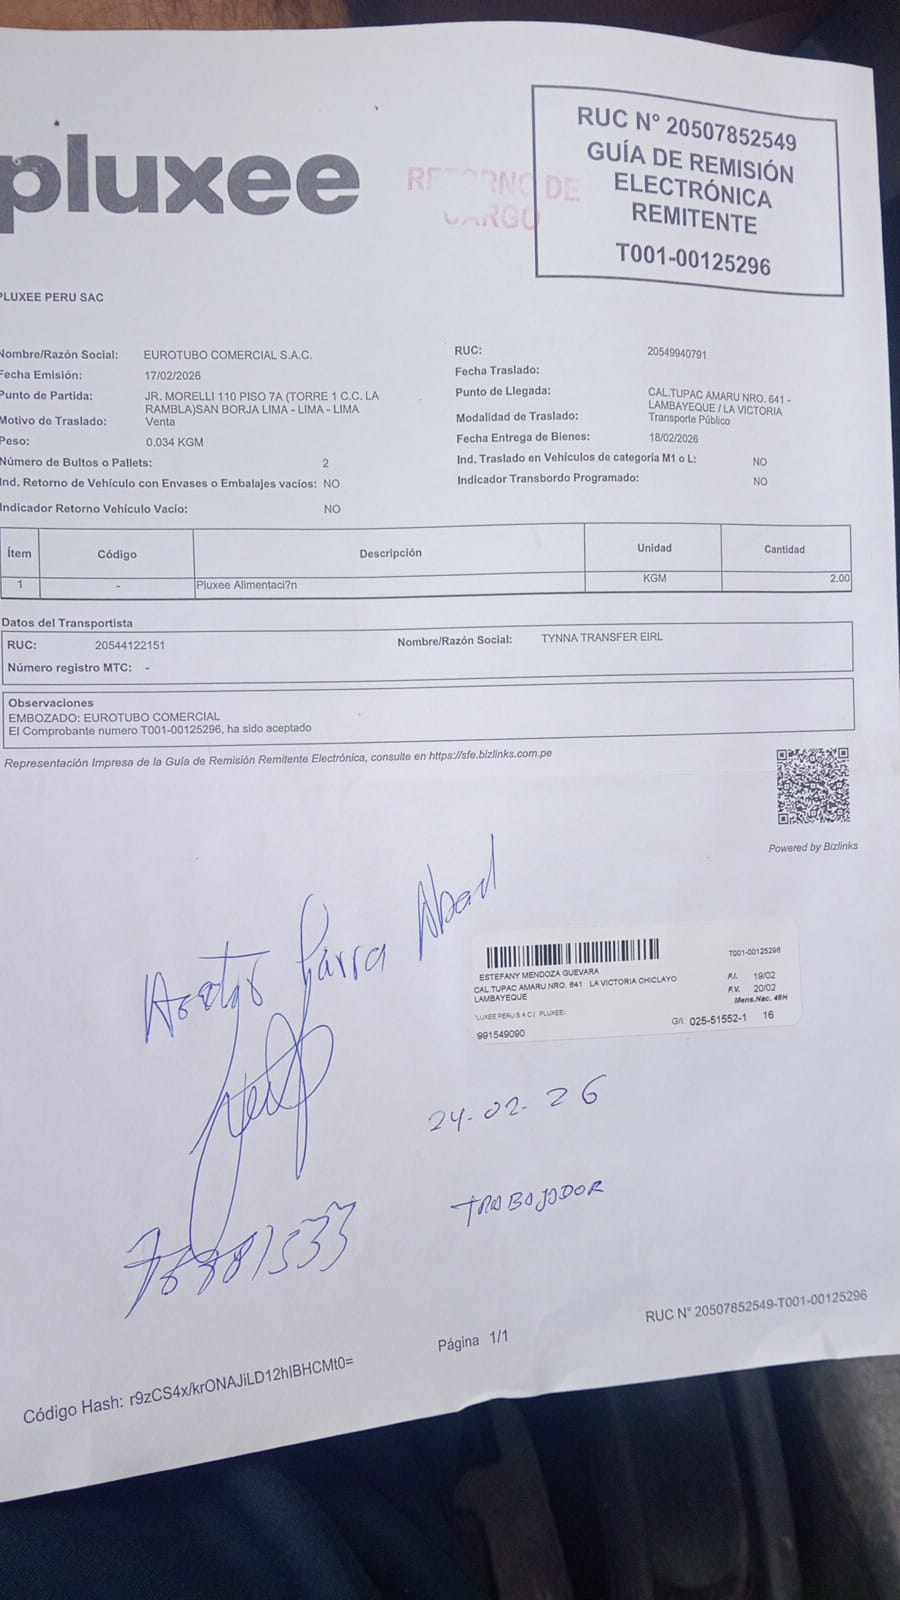 pluxee
RETORNO DE
CARGO
RUC N° 20507852549
GUÍA DE REMISIÓN
ELECTRÓNICA
REMITENTE
T001-00125296
PLUXEE PERU SAC
Nombre/Razón Social: EUROTUBO COMERCIAL S.A.C.
Fecha Emisión: 17/02/2026
Punto de Partida: JR. MORELLI 110 PISO 7A (TORRE 1 C.C. LA
RAMBLA)SAN BORJA LIMA - LIMA - LIMA
Motivo de Traslado: Venta
Peso: 0,034 KGM
Número de Bultos o Pallets: 2
Ind. Retorno de Vehículo con Envases o Embalajes vacíos: NO
Indicador Retorno Vehículo Vacio: NO
RUC: 20549940791
Fecha Traslado:
Punto de Llegada: CAL.TUPAC AMARU NRO. 641 -
LAMBAYEQUE / LA VICTORIA
Modalidad de Traslado: Transporte Público
Fecha Entrega de Bienes: 18/02/2026
Ind. Traslado en Vehículos de categoría M1 o L: NO
Indicador Transbordo Programado: NO
Ítem Código Descripción Unidad Cantidad
1 - Pluxee Alimentaci?n KGM 2.00
Datos del Transportista
RUC: 20544122151 Nombre/Razón Social: TYNNA TRANSFER EIRL
Número registro MTC: -
Observaciones
EMBOZADO: EUROTUBO COMERCIAL
El Comprobante numero T001-00125296, ha sido aceptado
Representación Impresa de la Guía de Remisión Remitente Electrónica, consulte en https://sfe.bizlinks.com.pe
Powered by Bizlinks
Parra Abad
T001-00125296
ESTEFANY MENDOZA GUEVARA
CAL.TUPAC AMARU NRO. 641 LA VICTORIA CHICLAYO
LAMBAYEQUE
F.I. 19/02
F.V. 20/02
Mens.Nac. 48H
PLUXEE PERU S A C ( PLUXEE)
991549090
G/I. 025-51552-1 16
24-02-26
TRABAJADOR
RUC N° 20507852549-T001-00125296
Página 1/1
Código Hash: r9zCS4x/krONAJiLD12hIBHCMt0=